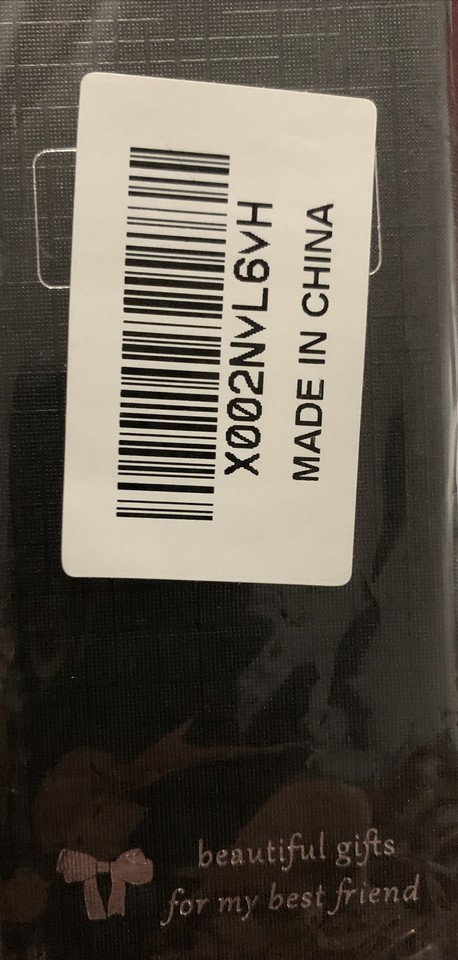 X002NVL6VH
MADE IN CHINA
beautiful gifts
for my best friend